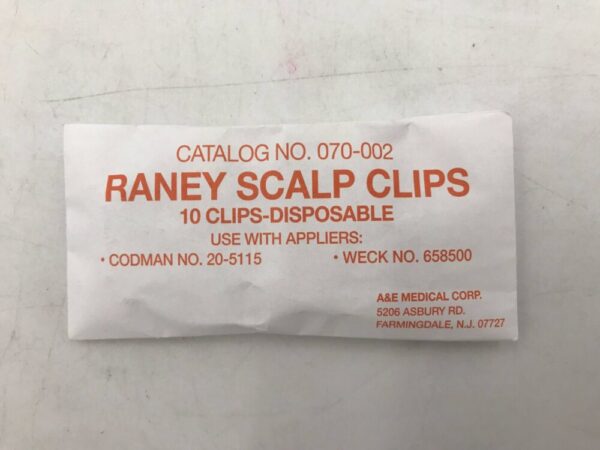 CATALOG NO. 070-002
RANEY SCALP CLIPS
10 CLIPS-DISPOSABLE
USE WITH APPLIERS:
• CODMAN NO. 20-5115 • WECK NO. 658500
A&E MEDICAL CORP.
5206 ASBURY RD.
FARMINGDALE, N.J. 07727